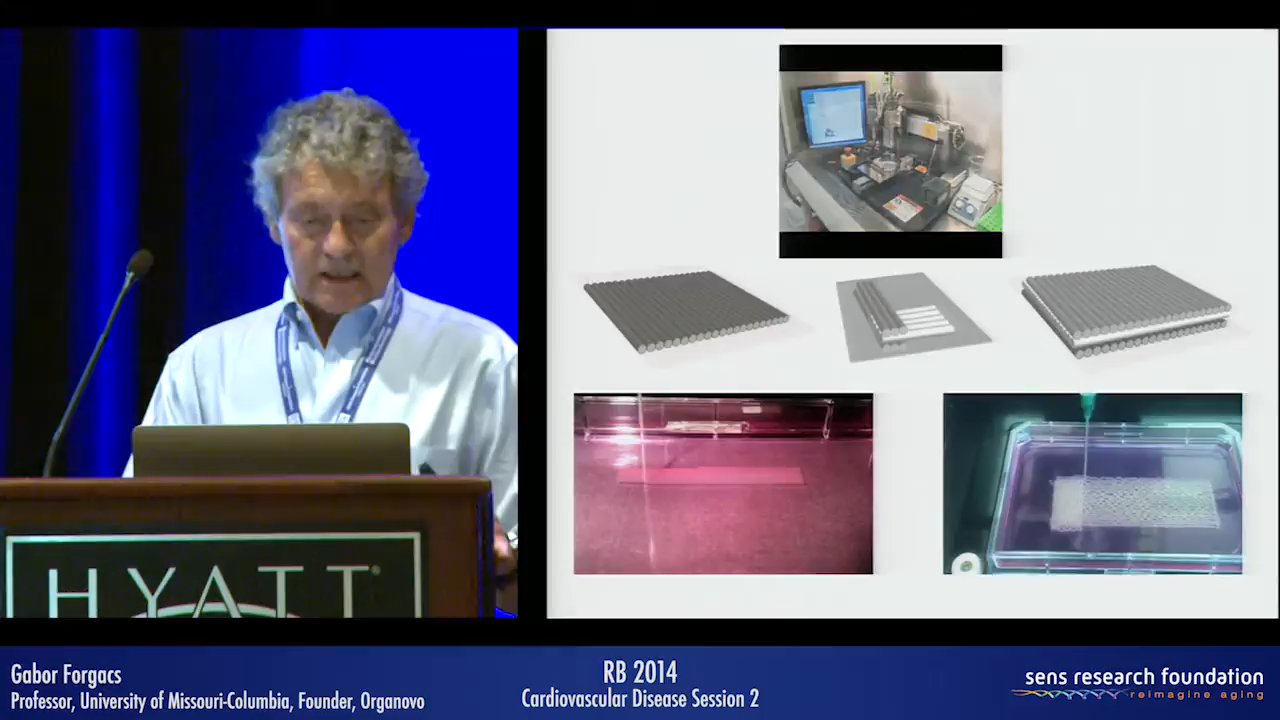 HYATT
Gabor Forgacs
Professor, University of Missouri-Columbia, Founder, Organovo
RB 2014
Cardiovascular Disease Session 2
sens research foundation
reimagine aging